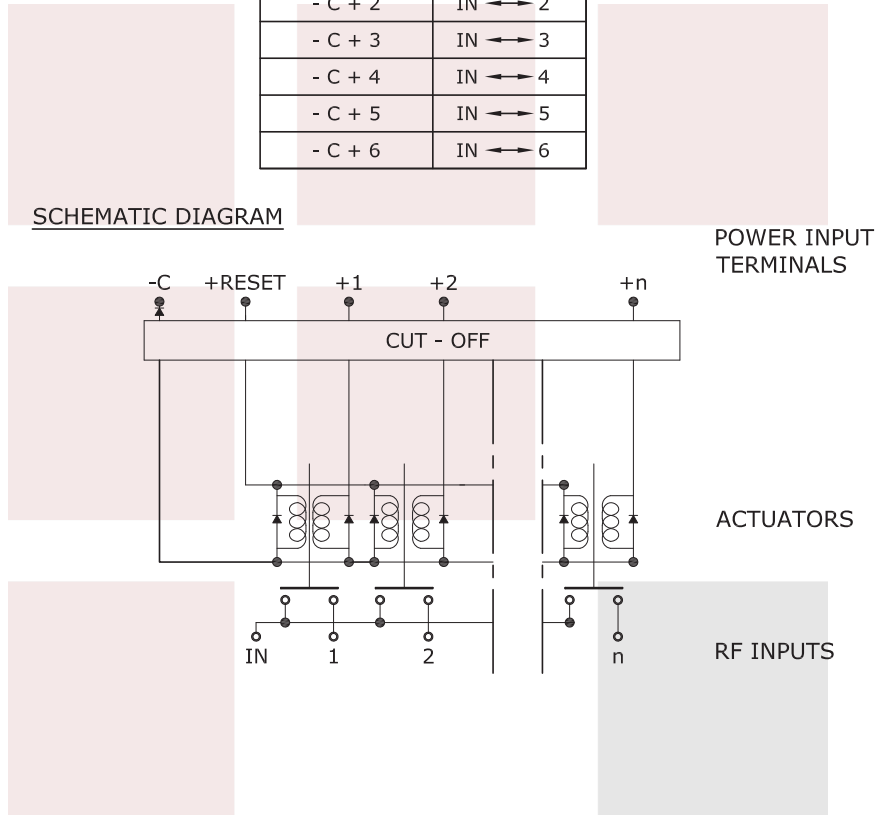 - C + 2 IN ◄─► 2
- C + 3 IN ◄─► 3
- C + 4 IN ◄─► 4
- C + 5 IN ◄─► 5
- C + 6 IN ◄─► 6
SCHEMATIC DIAGRAM
POWER INPUT
TERMINALS
-C +RESET +1 +2 +n
CUT - OFF
ACTUATORS
IN 1 2 n
RF INPUTS